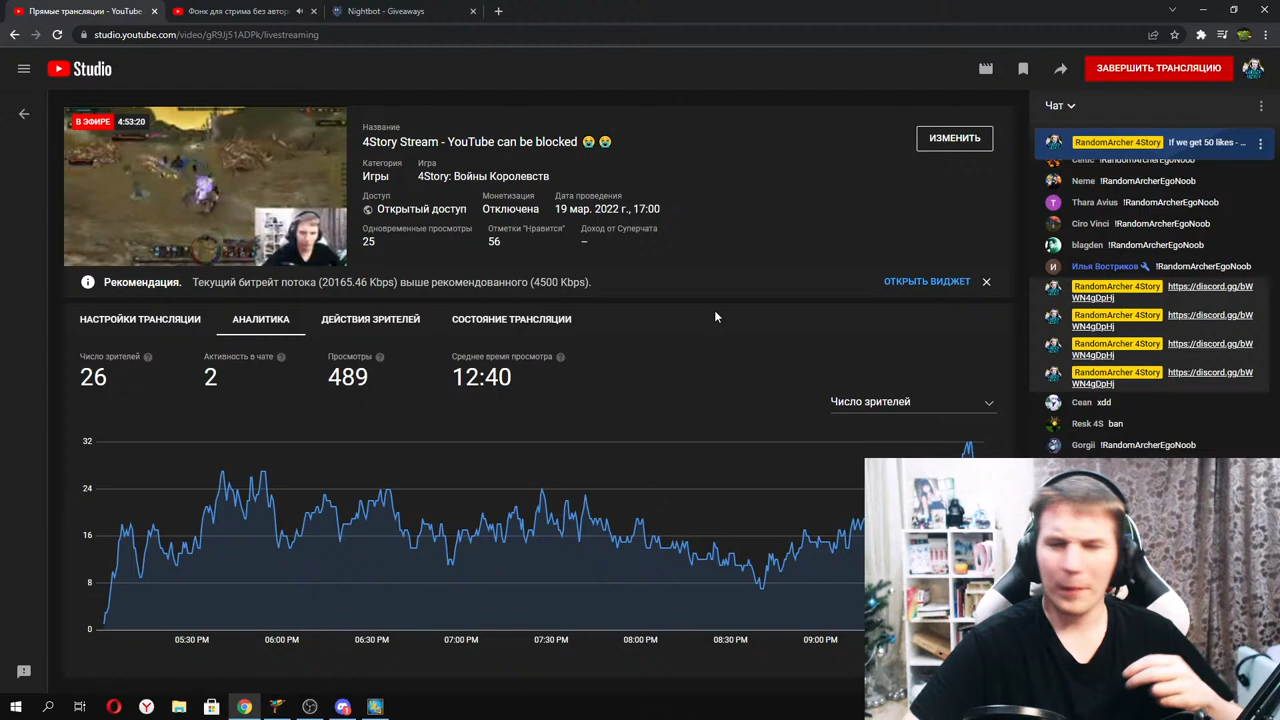 Прямые трансляции - YouTube
Фонк для стрима без автор
Nightbot - Giveaways
studio.youtube.com/video/gR9Jj51ADPk/livestreaming
Studio
ЗАВЕРШИТЬ ТРАНСЛЯЦИЮ
В ЭФИРЕ 4:53:20
Название
4Story Stream - YouTube can be blocked 😭 😭
ИЗМЕНИТЬ
Категория Игра
Игры 4Story: Войны Королевств
Доступ Монетизация Дата проведения
Открытый доступ Отключена 19 мар. 2022 г., 17:00
Одновременные просмотры Отметки "Нравится" Доход от Суперчата
25 56 –
Рекомендация. Текущий битрейт потока (20165.46 Kbps) выше рекомендованного (4500 Kbps).
ОТКРЫТЬ ВИДЖЕТ
НАСТРОЙКИ ТРАНСЛЯЦИИ АНАЛИТИКА ДЕЙСТВИЯ ЗРИТЕЛЕЙ СОСТОЯНИЕ ТРАНСЛЯЦИИ
Число зрителей Активность в чате Просмотры Среднее время просмотра
26 2 489 12:40
Число зрителей
32
24
16
8
0
05:30 PM 06:00 PM 06:30 PM 07:00 PM 07:30 PM 08:00 PM 08:30 PM 09:00 PM
Чат
RandomArcher 4Story If we get 50 likes - ...
Celtic !RandomArcherEgoNoob
Neme !RandomArcherEgoNoob
T Thara Avius !RandomArcherEgoNoob
Ciro Vinci !RandomArcherEgoNoob
blagden !RandomArcherEgoNoob
И Илья Востриков !RandomArcherEgoNoob
RandomArcher 4Story https://discord.gg/bW
WN4gDpHj
RandomArcher 4Story https://discord.gg/bW
WN4gDpHj
RandomArcher 4Story https://discord.gg/bW
WN4gDpHj
RandomArcher 4Story https://discord.gg/bW
WN4gDpHj
Cean xdd
Resk 4S ban
Gorgii !RandomArcherEgoNoob